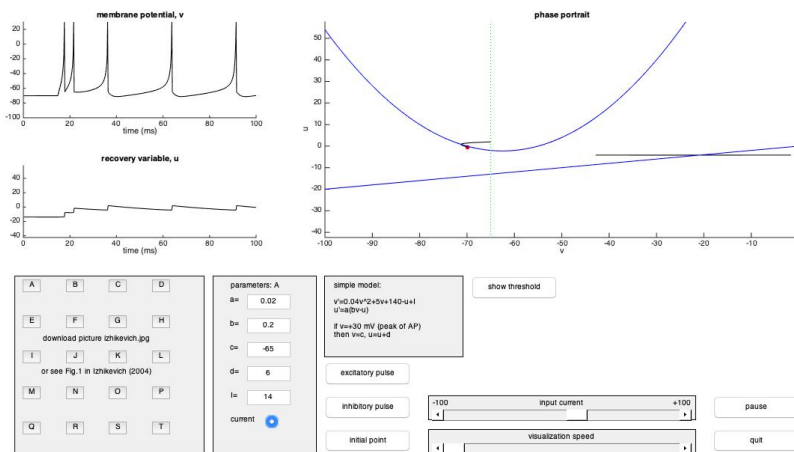 membrane potential, v
20
0
-20
-40
-60
-80
-100
0 20 40 60 80 100
time (ms)
recovery variable, u
40
20
0
-20
-40
0 20 40 60 80 100
time (ms)
phase portrait
50
40
30
20
10
0
-10
-20
-30
-40
u
-100 -90 -80 -70 -60 -50 -40 -30 -20 -10 0
v
A B C D
E F G H
download picture izhikevich.jpg
I J K L
or see Fig.1 in Izhikevich (2004)
M N O P
Q R S T
parameters: A
a= 0.02
b= 0.2
c= -65
d= 6
I= 14
current
simple model:
v'=0.04v^2+5v+140-u+I
u'=a(bv-u)
if v=+30 mV (peak of AP)
then v=c, u=u+d
show threshold
excitatory pulse
inhibitory pulse
initial point
-100 input current +100
visualization speed
pause
quit